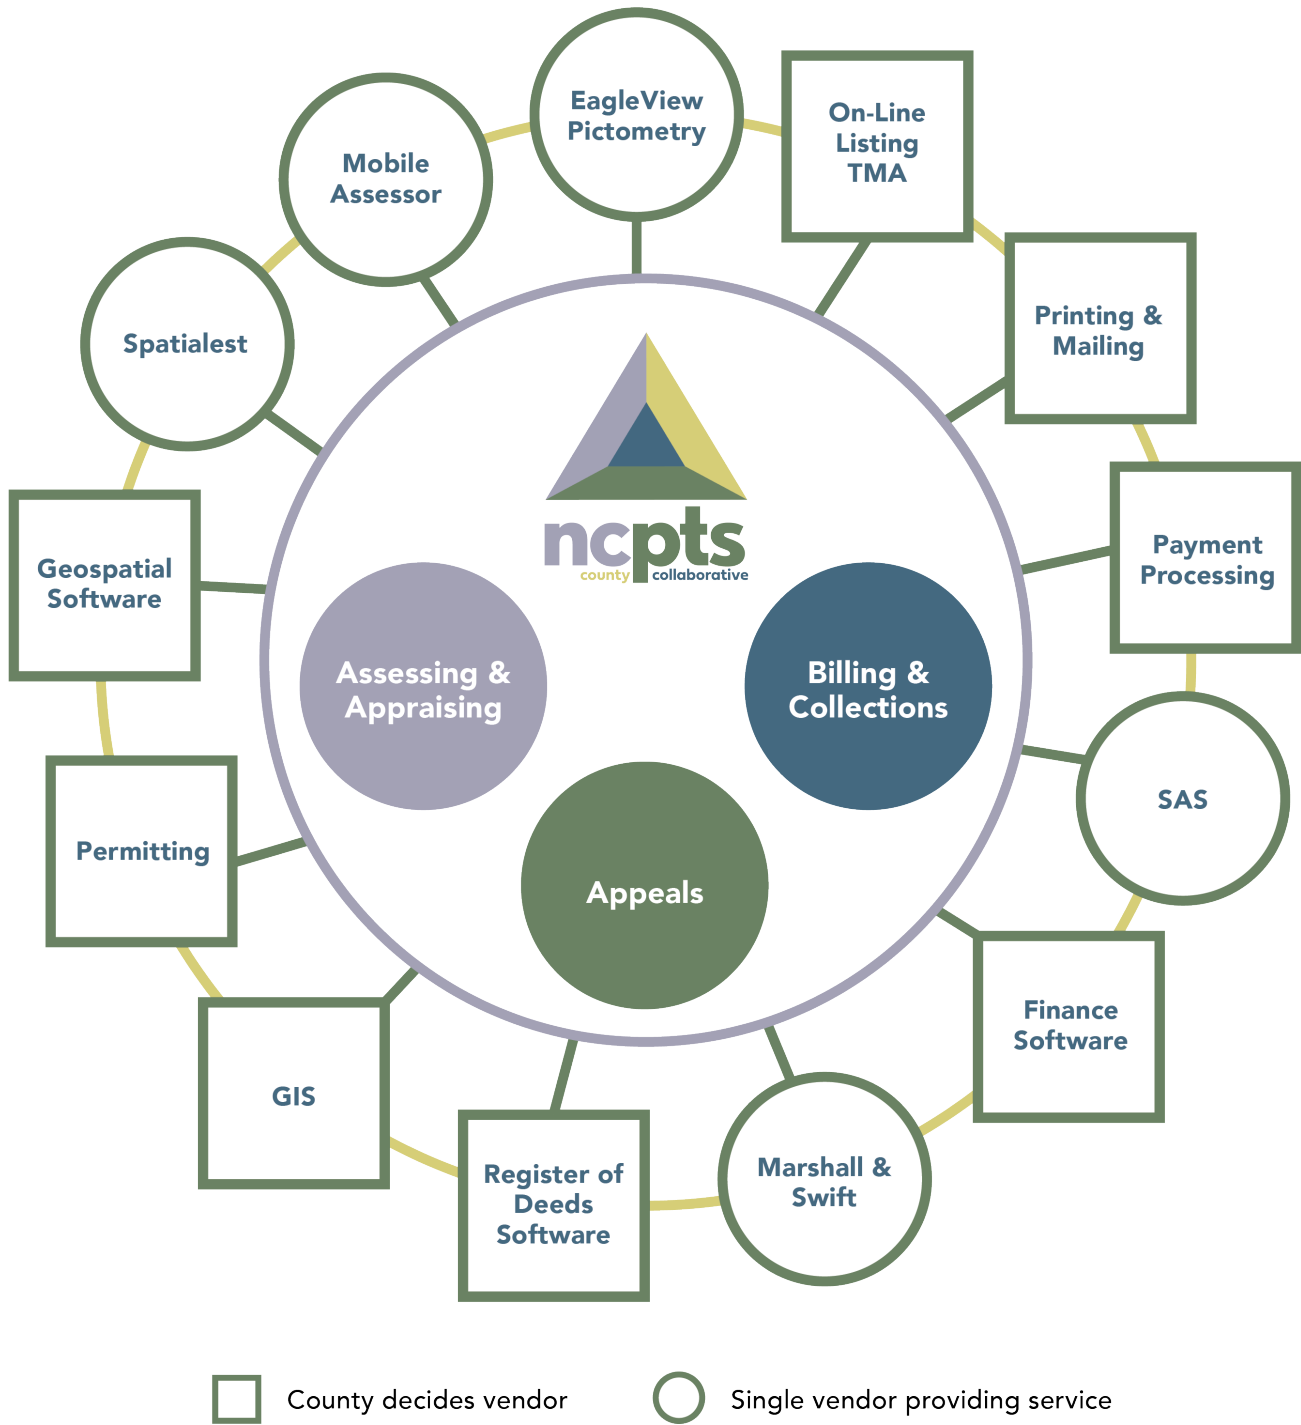 EagleView
Pictometry
On-Line
Listing
TMA
Mobile
Assessor
Printing &
Mailing
Spatialest
ncpts
county collaborative
Geospatial
Software
Payment
Processing
Assessing &
Appraising
Billing &
Collections
SAS
Permitting
Appeals
Finance
Software
GIS
Register of
Deeds
Software
Marshall &
Swift
County decides vendor
Single vendor providing service